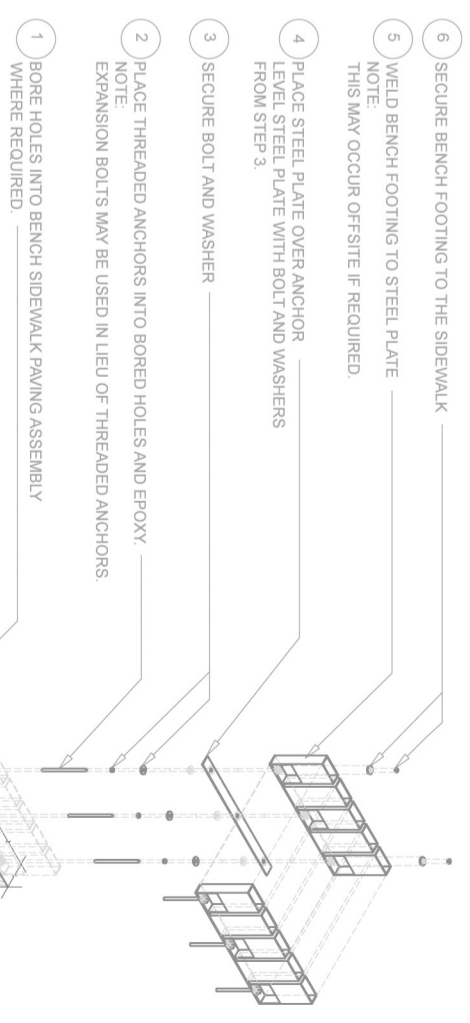 6 SECURE BENCH FOOTING TO THE SIDEWALK
5 WELD BENCH FOOTING TO STEEL PLATE
NOTE:
THIS MAY OCCUR OFFSITE IF REQUIRED.
4 PLACE STEEL PLATE OVER ANCHOR
LEVEL STEEL PLATE WITH BOLT AND WASHERS
FROM STEP 3.
3 SECURE BOLT AND WASHER
2 PLACE THREADED ANCHORS INTO BORED HOLES AND EPOXY.
NOTE:
EXPANSION BOLTS MAY BE USED IN LIEU OF THREADED ANCHORS.
1 BORE HOLES INTO BENCH SIDEWALK PAVING ASSEMBLY
WHERE REQUIRED.